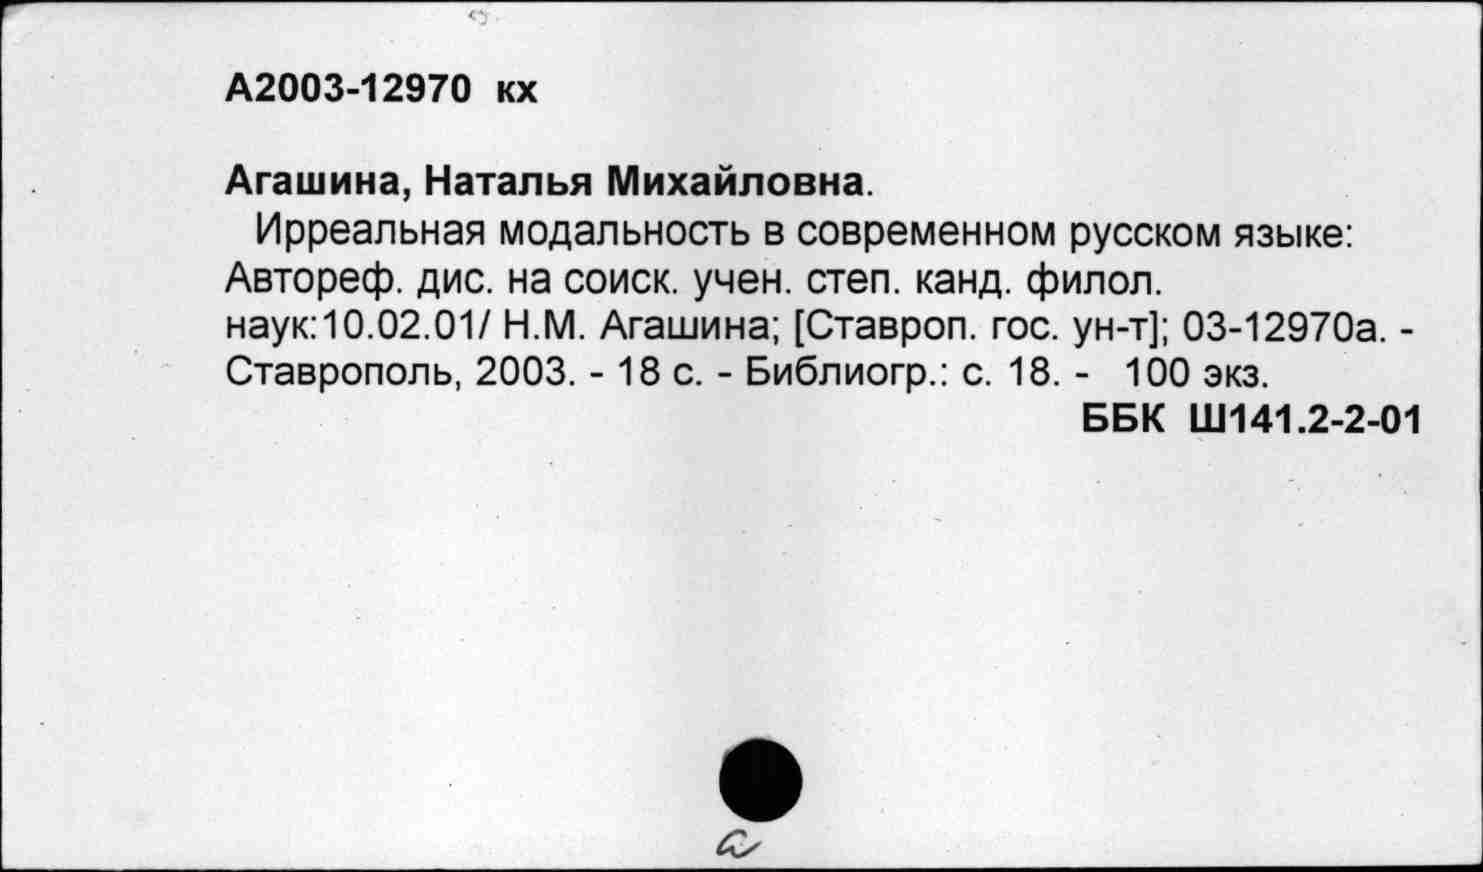 А2003-12970 кх
Агашина, Наталья Михайловна.
Ирреальная модальность в современном русском языке:
Автореф. дис. на соиск. учен. степ. канд. филол.
наук:10.02.01/ Н.М. Агашина; [Ставроп. гос. ун-т]; 03-12970а. -
Ставрополь, 2003. - 18 с. - Библиогр.: с. 18. - 100 экз.
ББК Ш141.2-2-01